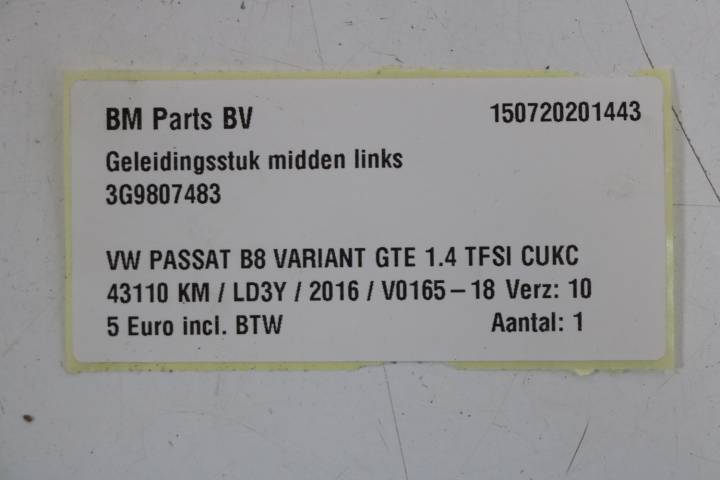 BM Parts BV 150720201443
Geleidingsstuk midden links
3G9807483
VW PASSAT B8 VARIANT GTE 1.4 TFSI CUKC
43110 KM / LD3Y / 2016 / V0165-18 Verz: 10
5 Euro incl. BTW Aantal: 1